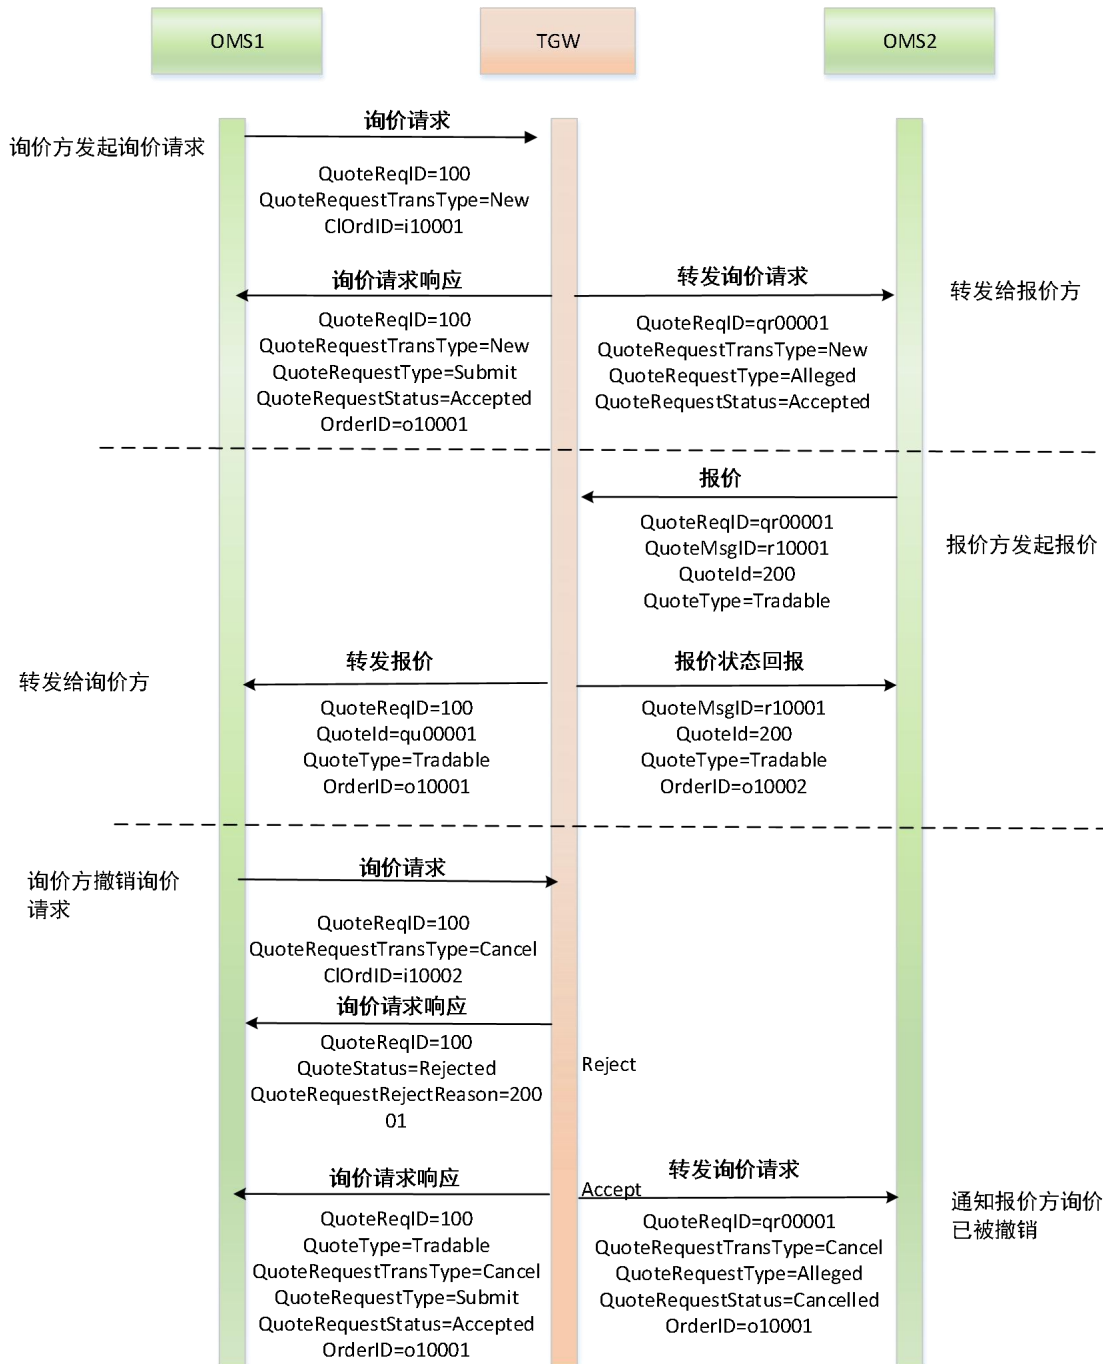 OMS1
TGW
OMS2
询价请求
询价方发起询价请求
QuoteReqID=100
QuoteRequestTransType=New
ClOrdID=i10001
询价请求响应
转发询价请求
转发给报价方
QuoteReqID=100
QuoteRequestTransType=New
QuoteRequestType=Submit
QuoteRequestStatus=Accepted
OrderID=o10001
QuoteReqID=qr00001
QuoteRequestTransType=New
QuoteRequestType=Alleged
QuoteRequestStatus=Accepted
报价
QuoteReqID=qr00001
QuoteMsgID=r10001
QuoteId=200
QuoteType=Tradable
报价方发起报价
转发报价
报价状态回报
转发给询价方
QuoteReqID=100
QuoteId=qu00001
QuoteType=Tradable
OrderID=o10001
QuoteMsgID=r10001
QuoteId=200
QuoteType=Tradable
OrderID=o10002
询价请求
询价方撤销询价
请求
QuoteReqID=100
QuoteRequestTransType=Cancel
ClOrdID=i10002
询价请求响应
QuoteReqID=100
QuoteStatus=Rejected
QuoteRequestRejectReason=200
01
Reject
询价请求响应
转发询价请求
Accept
通知报价方询价
已被撤销
QuoteReqID=100
QuoteType=Tradable
QuoteRequestTransType=Cancel
QuoteRequestType=Submit
QuoteRequestStatus=Accepted
OrderID=o10001
QuoteReqID=qr00001
QuoteRequestTransType=Cancel
QuoteRequestType=Alleged
QuoteRequestStatus=Cancelled
OrderID=o10001